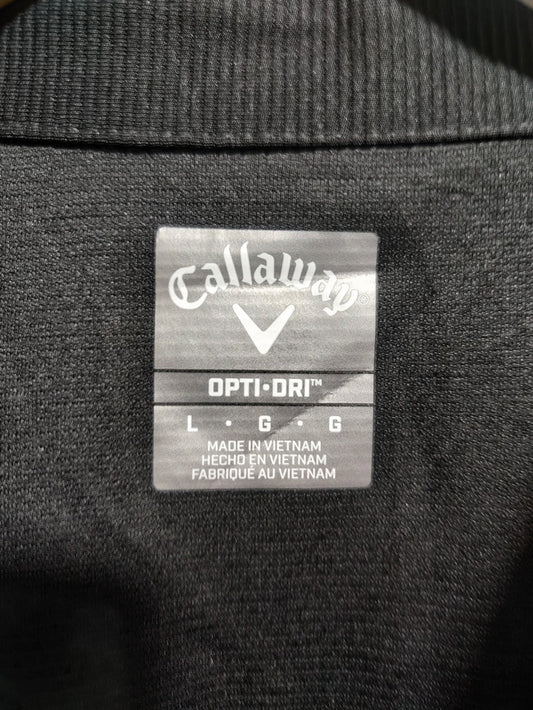 Callaway®
OPTI•DRI™
L • G • G
MADE IN VIETNAM
HECHO EN VIETNAM
FABRIQUÉ AU VIETNAM